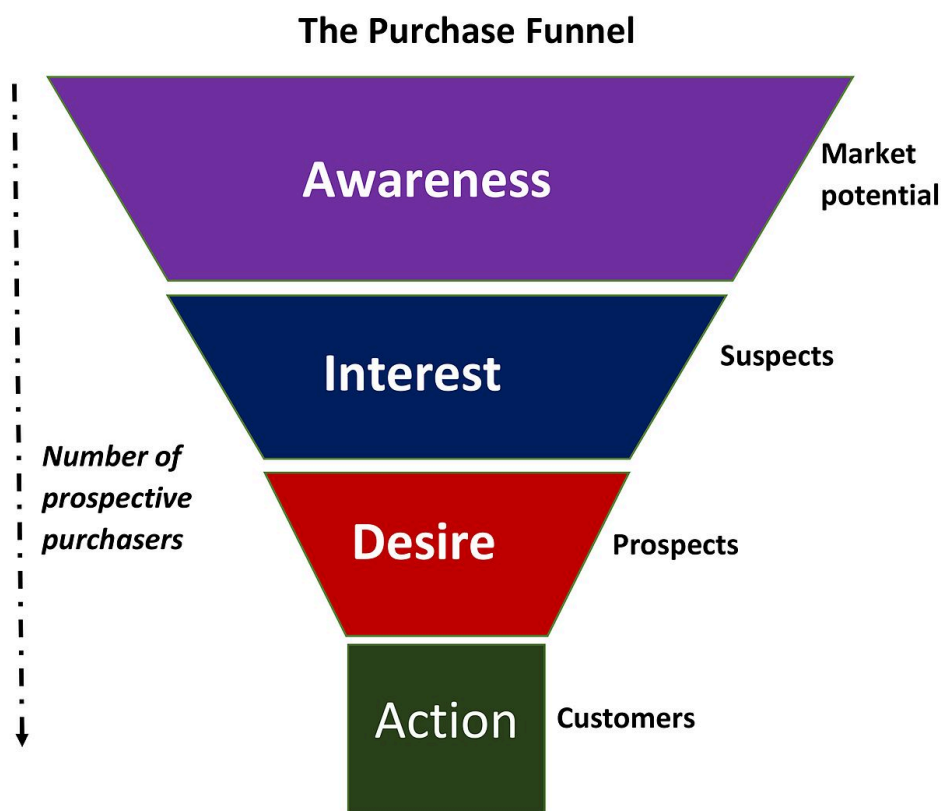 The Purchase Funnel
Awareness
Market
potential
Interest
Suspects
Number of
prospective
purchasers
Desire
Prospects
Action
Customers